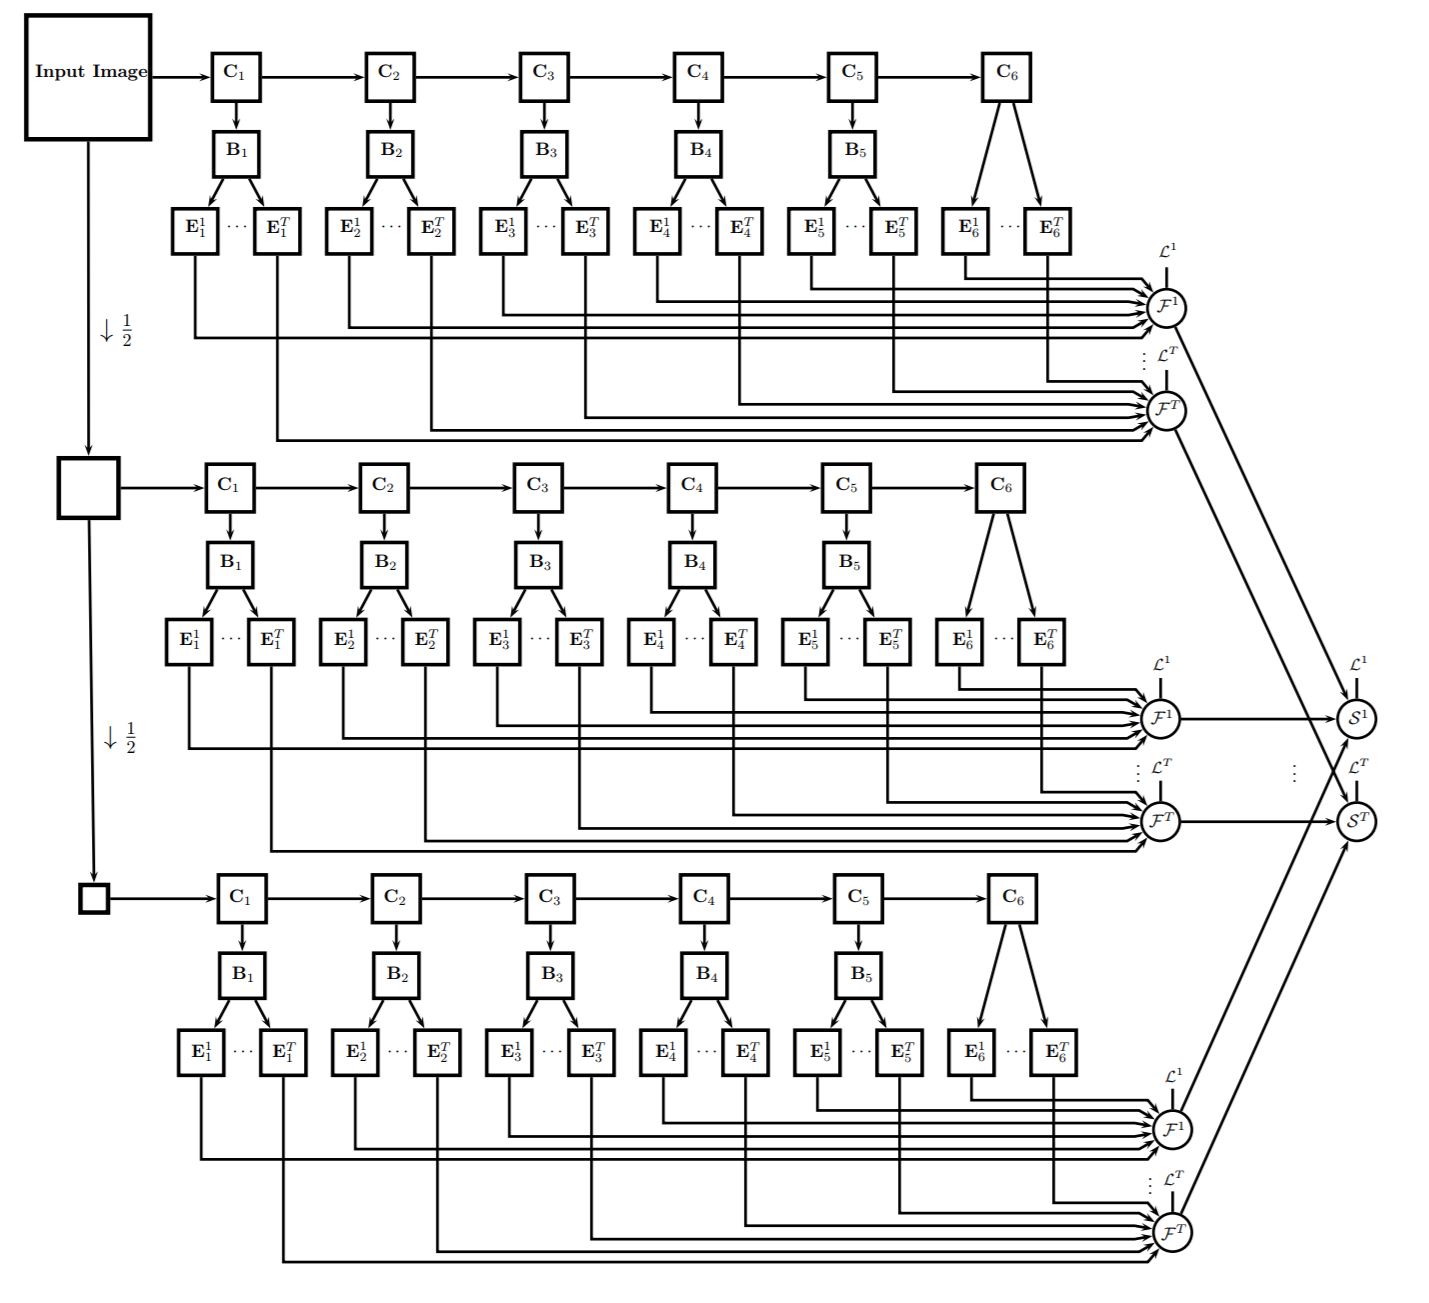 Input Image C₁ C₂ C₃ C₄ C₅ C₆
B₁ B₂ B₃ B₄ B₅
E₁¹ ··· E₁ᵀ E₂¹ ··· E₂ᵀ E₃¹ ··· E₃ᵀ E₄¹ ··· E₄ᵀ E₅¹ ··· E₅ᵀ E₆¹ ··· E₆ᵀ
ℒ¹
ℱ¹
↓ 1/2
⋮ ℒᵀ
ℱᵀ
C₁ C₂ C₃ C₄ C₅ C₆
B₁ B₂ B₃ B₄ B₅
E₁¹ ··· E₁ᵀ E₂¹ ··· E₂ᵀ E₃¹ ··· E₃ᵀ E₄¹ ··· E₄ᵀ E₅¹ ··· E₅ᵀ E₆¹ ··· E₆ᵀ
ℒ¹ ℒ¹
ℱ¹ 𝒮¹
↓ 1/2
⋮ ℒᵀ ⋮ ℒᵀ
ℱᵀ 𝒮ᵀ
C₁ C₂ C₃ C₄ C₅ C₆
B₁ B₂ B₃ B₄ B₅
E₁¹ ··· E₁ᵀ E₂¹ ··· E₂ᵀ E₃¹ ··· E₃ᵀ E₄¹ ··· E₄ᵀ E₅¹ ··· E₅ᵀ E₆¹ ··· E₆ᵀ
ℒ¹
ℱ¹
⋮ ℒᵀ
ℱᵀ